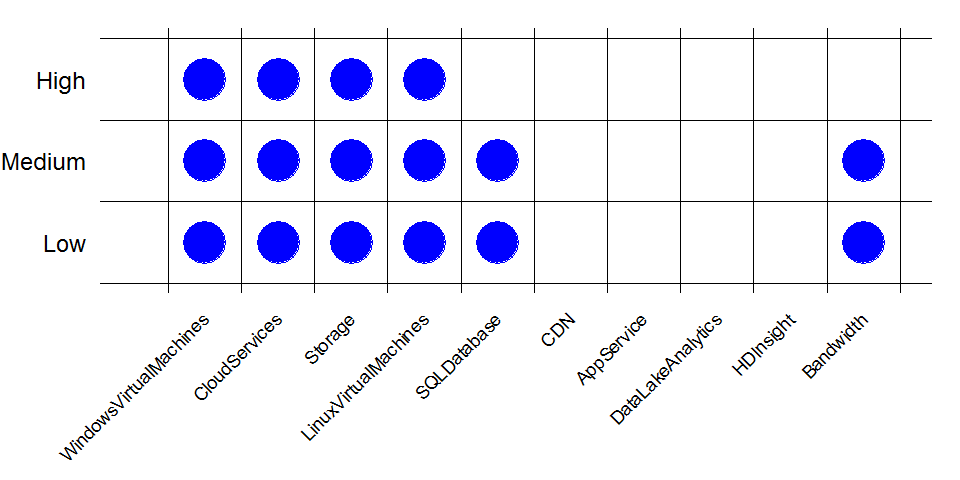 High
Medium
Low
WindowsVirtualMachines
CloudServices
Storage
LinuxVirtualMachines
SQLDatabase
CDN
AppService
DataLakeAnalytics
HDInsight
Bandwidth